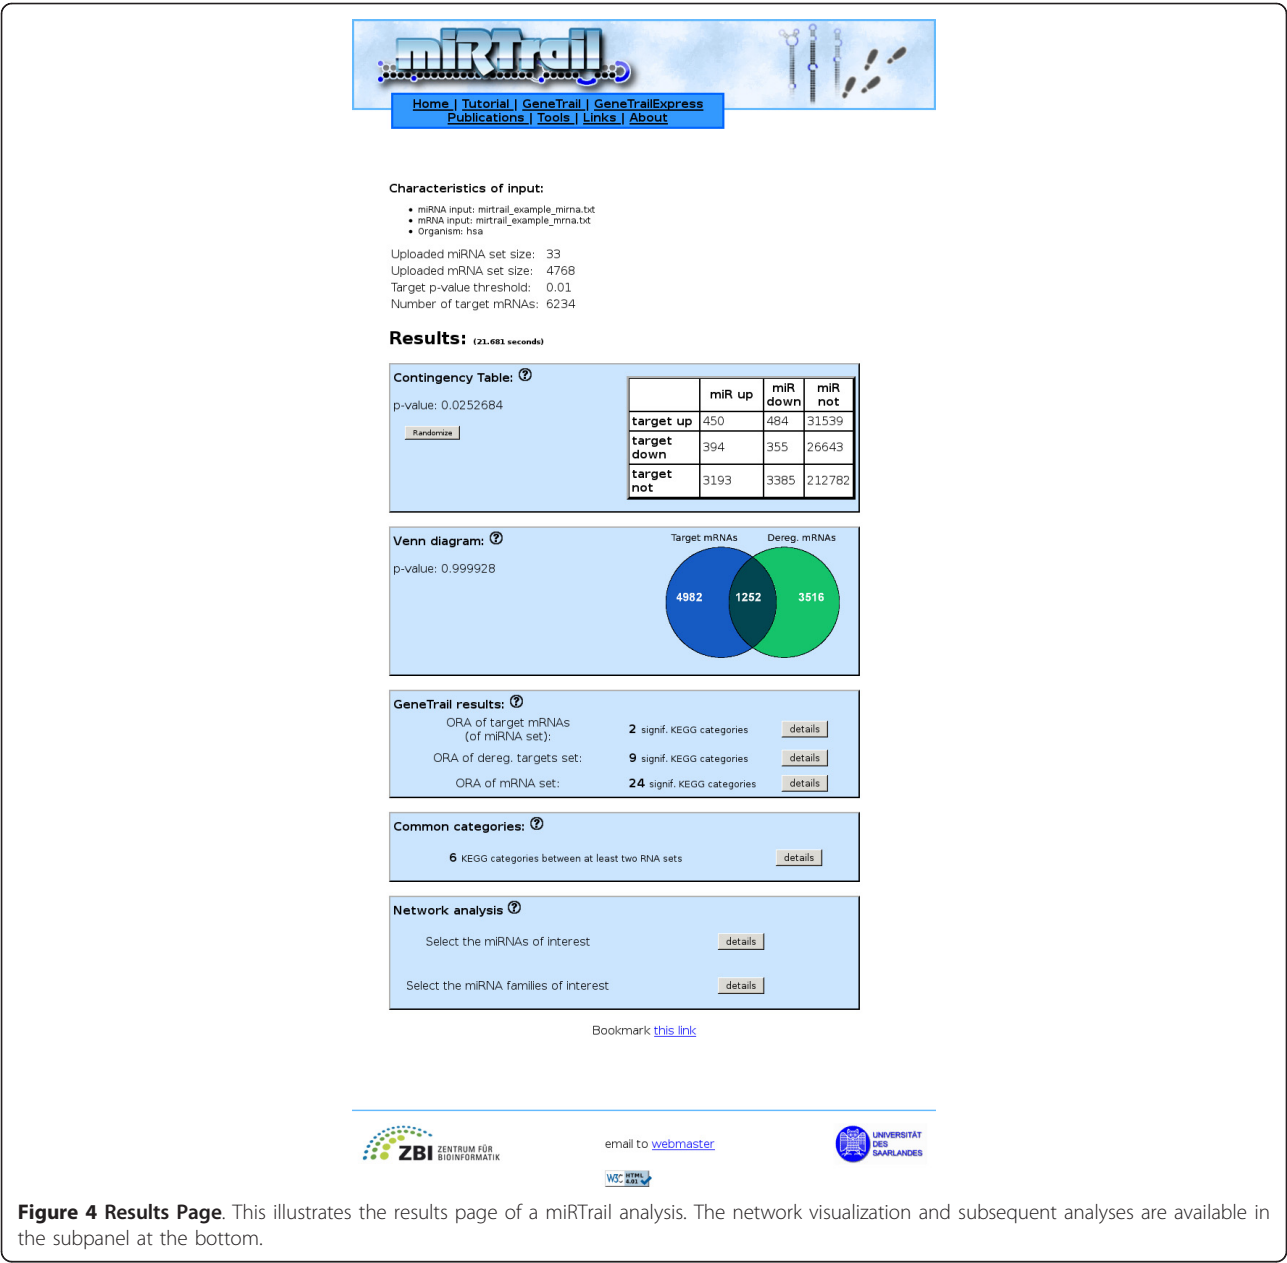 miRTrail
Home | Tutorial | GeneTrail | GeneTrailExpress
Publications | Tools | Links | About
Characteristics of input:
• miRNA input: mirtrail_example_mirna.txt
• mRNA input: mirtrail_example_mrna.txt
• Organism: hsa
Uploaded miRNA set size: 33
Uploaded mRNA set size: 4768
Target p-value threshold: 0.01
Number of target mRNAs: 6234
Results: (21.681 seconds)
Contingency Table: ?
p-value: 0.0252684
Randomize
miR up miR down miR not
target up 450 484 31539
target down 394 355 26643
target not 3193 3385 212782
Venn diagram: ?
p-value: 0.999928
Target mRNAs Dereg. mRNAs
4982 1252 3516
GeneTrail results: ?
ORA of target mRNAs
(of miRNA set): 2 signif. KEGG categories details
ORA of dereg. targets set: 9 signif. KEGG categories details
ORA of mRNA set: 24 signif. KEGG categories details
Common categories: ?
6 KEGG categories between at least two RNA sets details
Network analysis ?
Select the miRNAs of interest details
Select the miRNA families of interest details
Bookmark this link
ZBI ZENTRUM FÜR
BIOINFORMATIK
email to webmaster
W3C HTML
4.01
UNIVERSITÄT
DES
SAARLANDES
Figure 4 Results Page. This illustrates the results page of a miRTrail analysis. The network visualization and subsequent analyses are available in
the subpanel at the bottom.